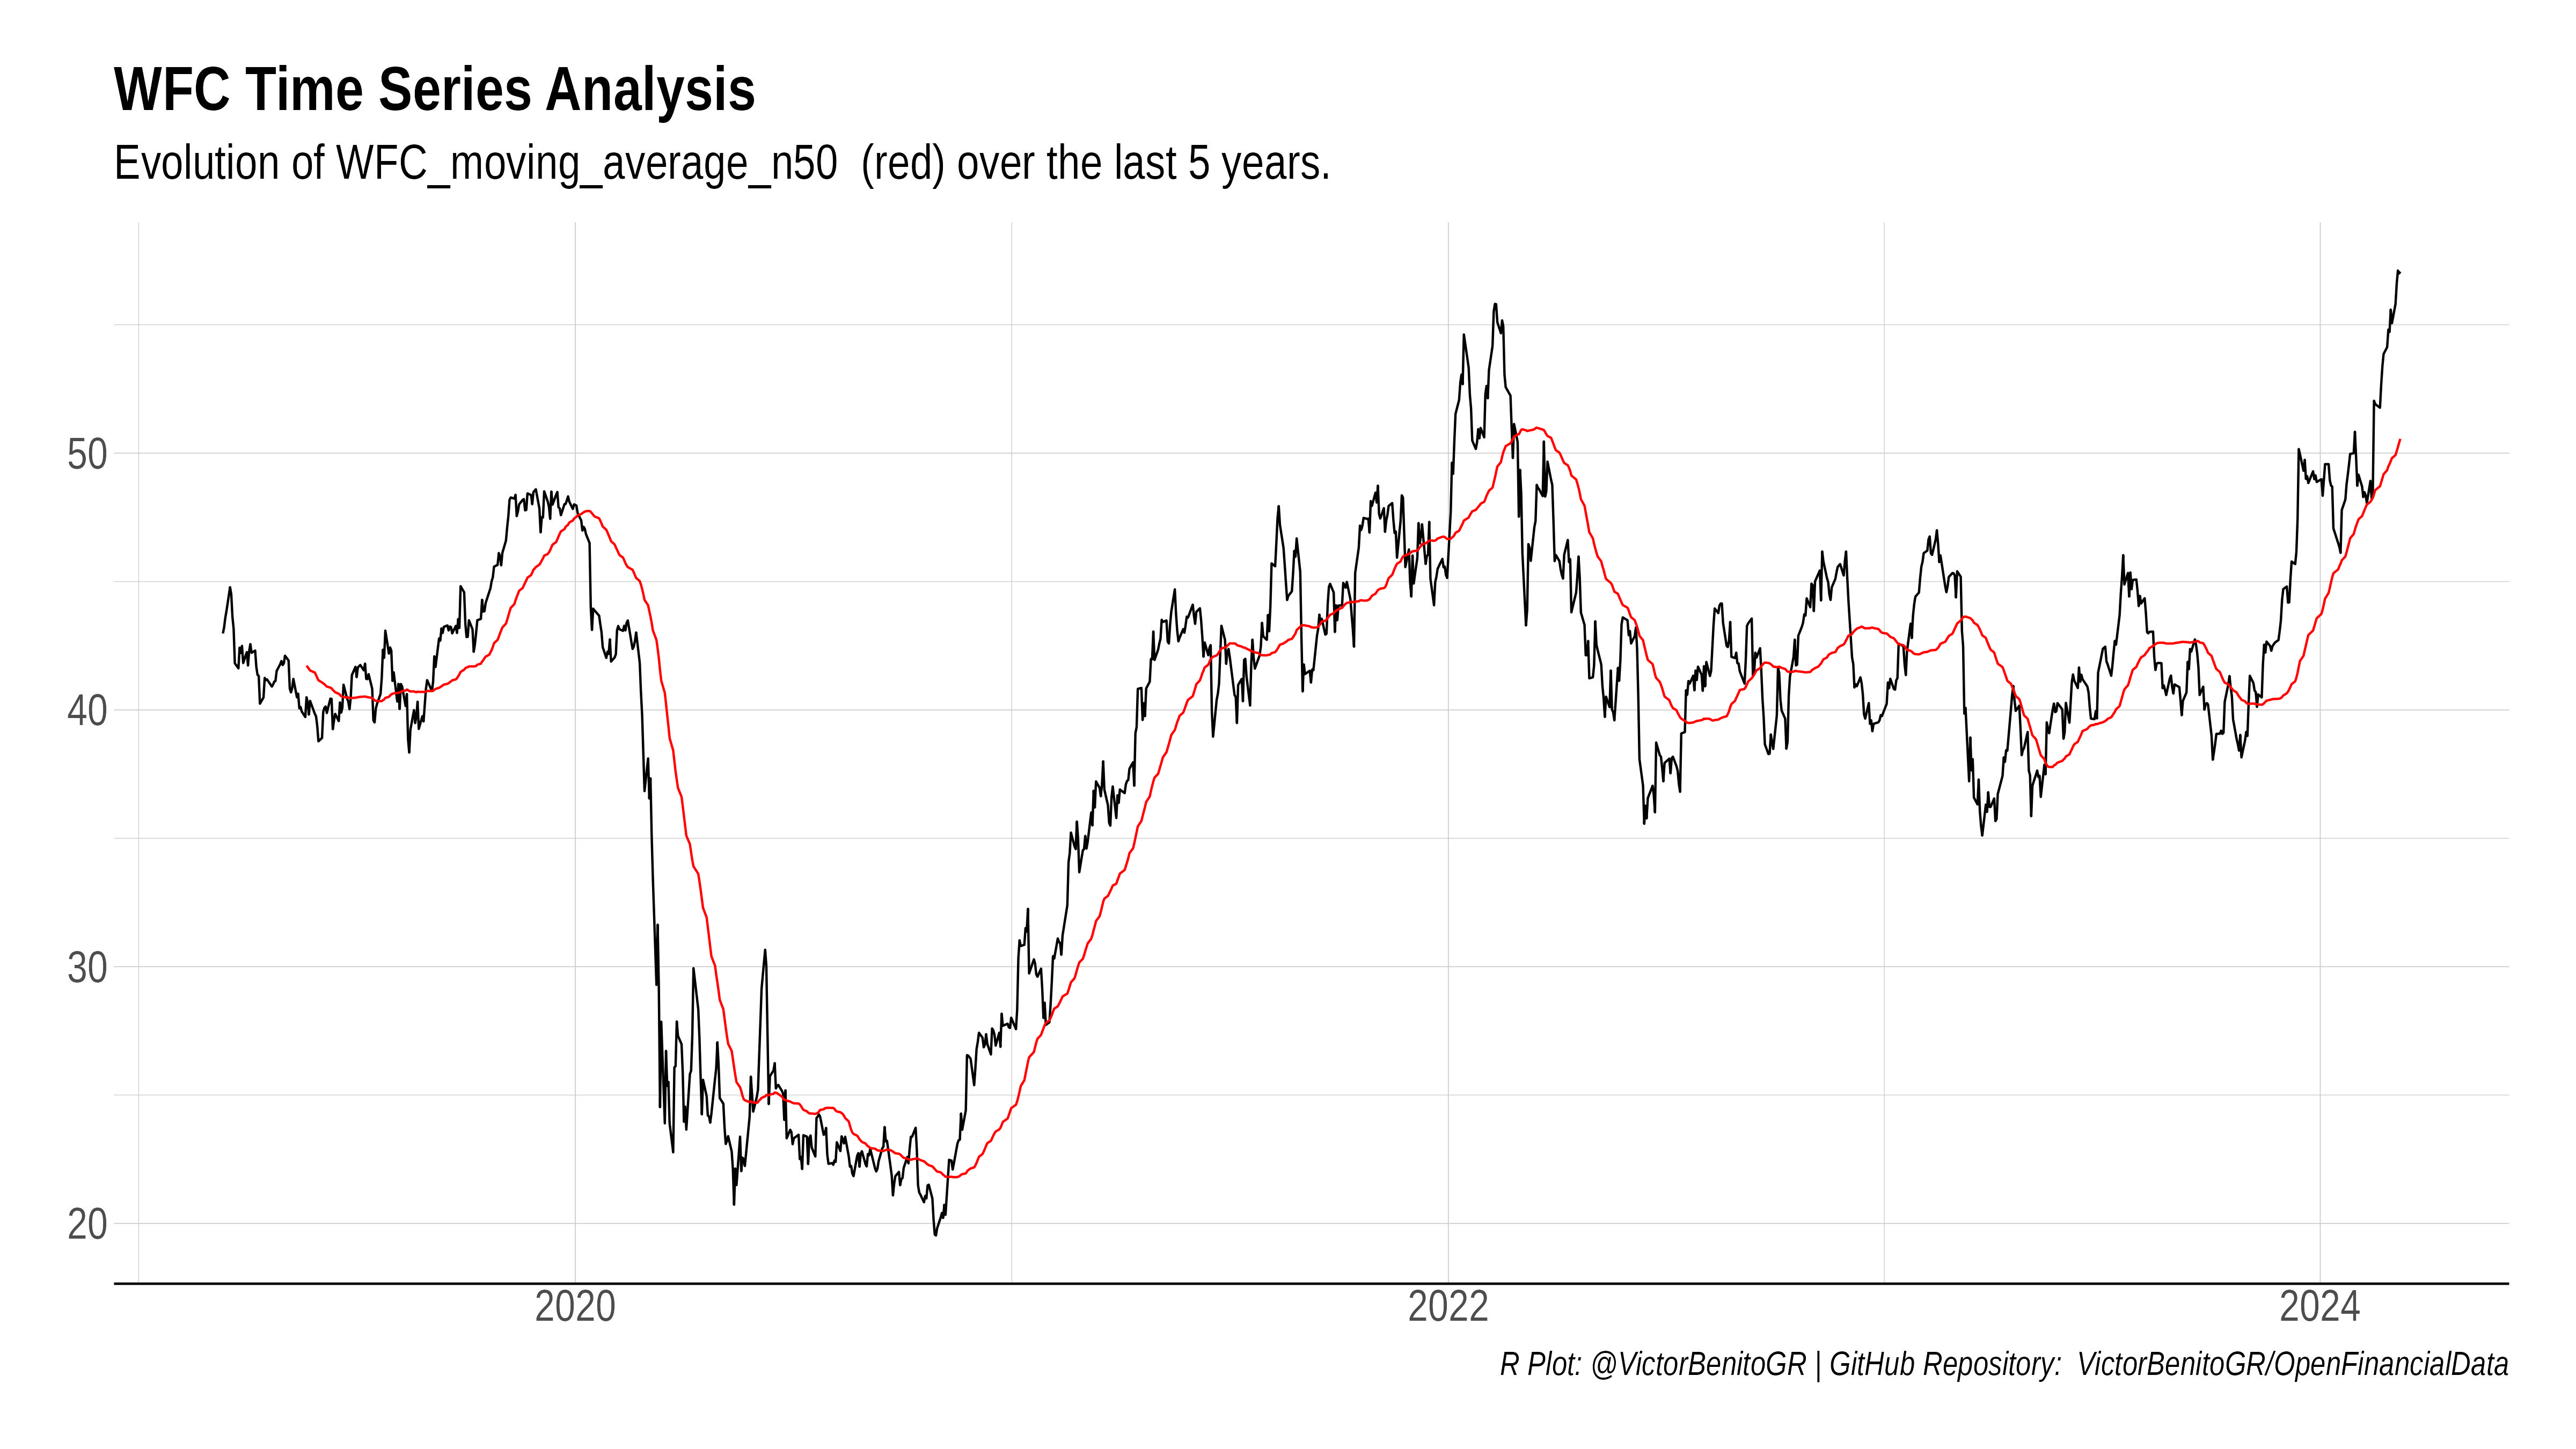 WFC Time Series Analysis
Evolution of WFC_moving_average_n50  (red) over the last 5 years.
50
40
30
20
2020 2022 2024
R Plot: @VictorBenitoGR | GitHub Repository:  VictorBenitoGR/OpenFinancialData